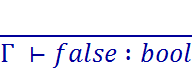 Γ ⊢ false : bool